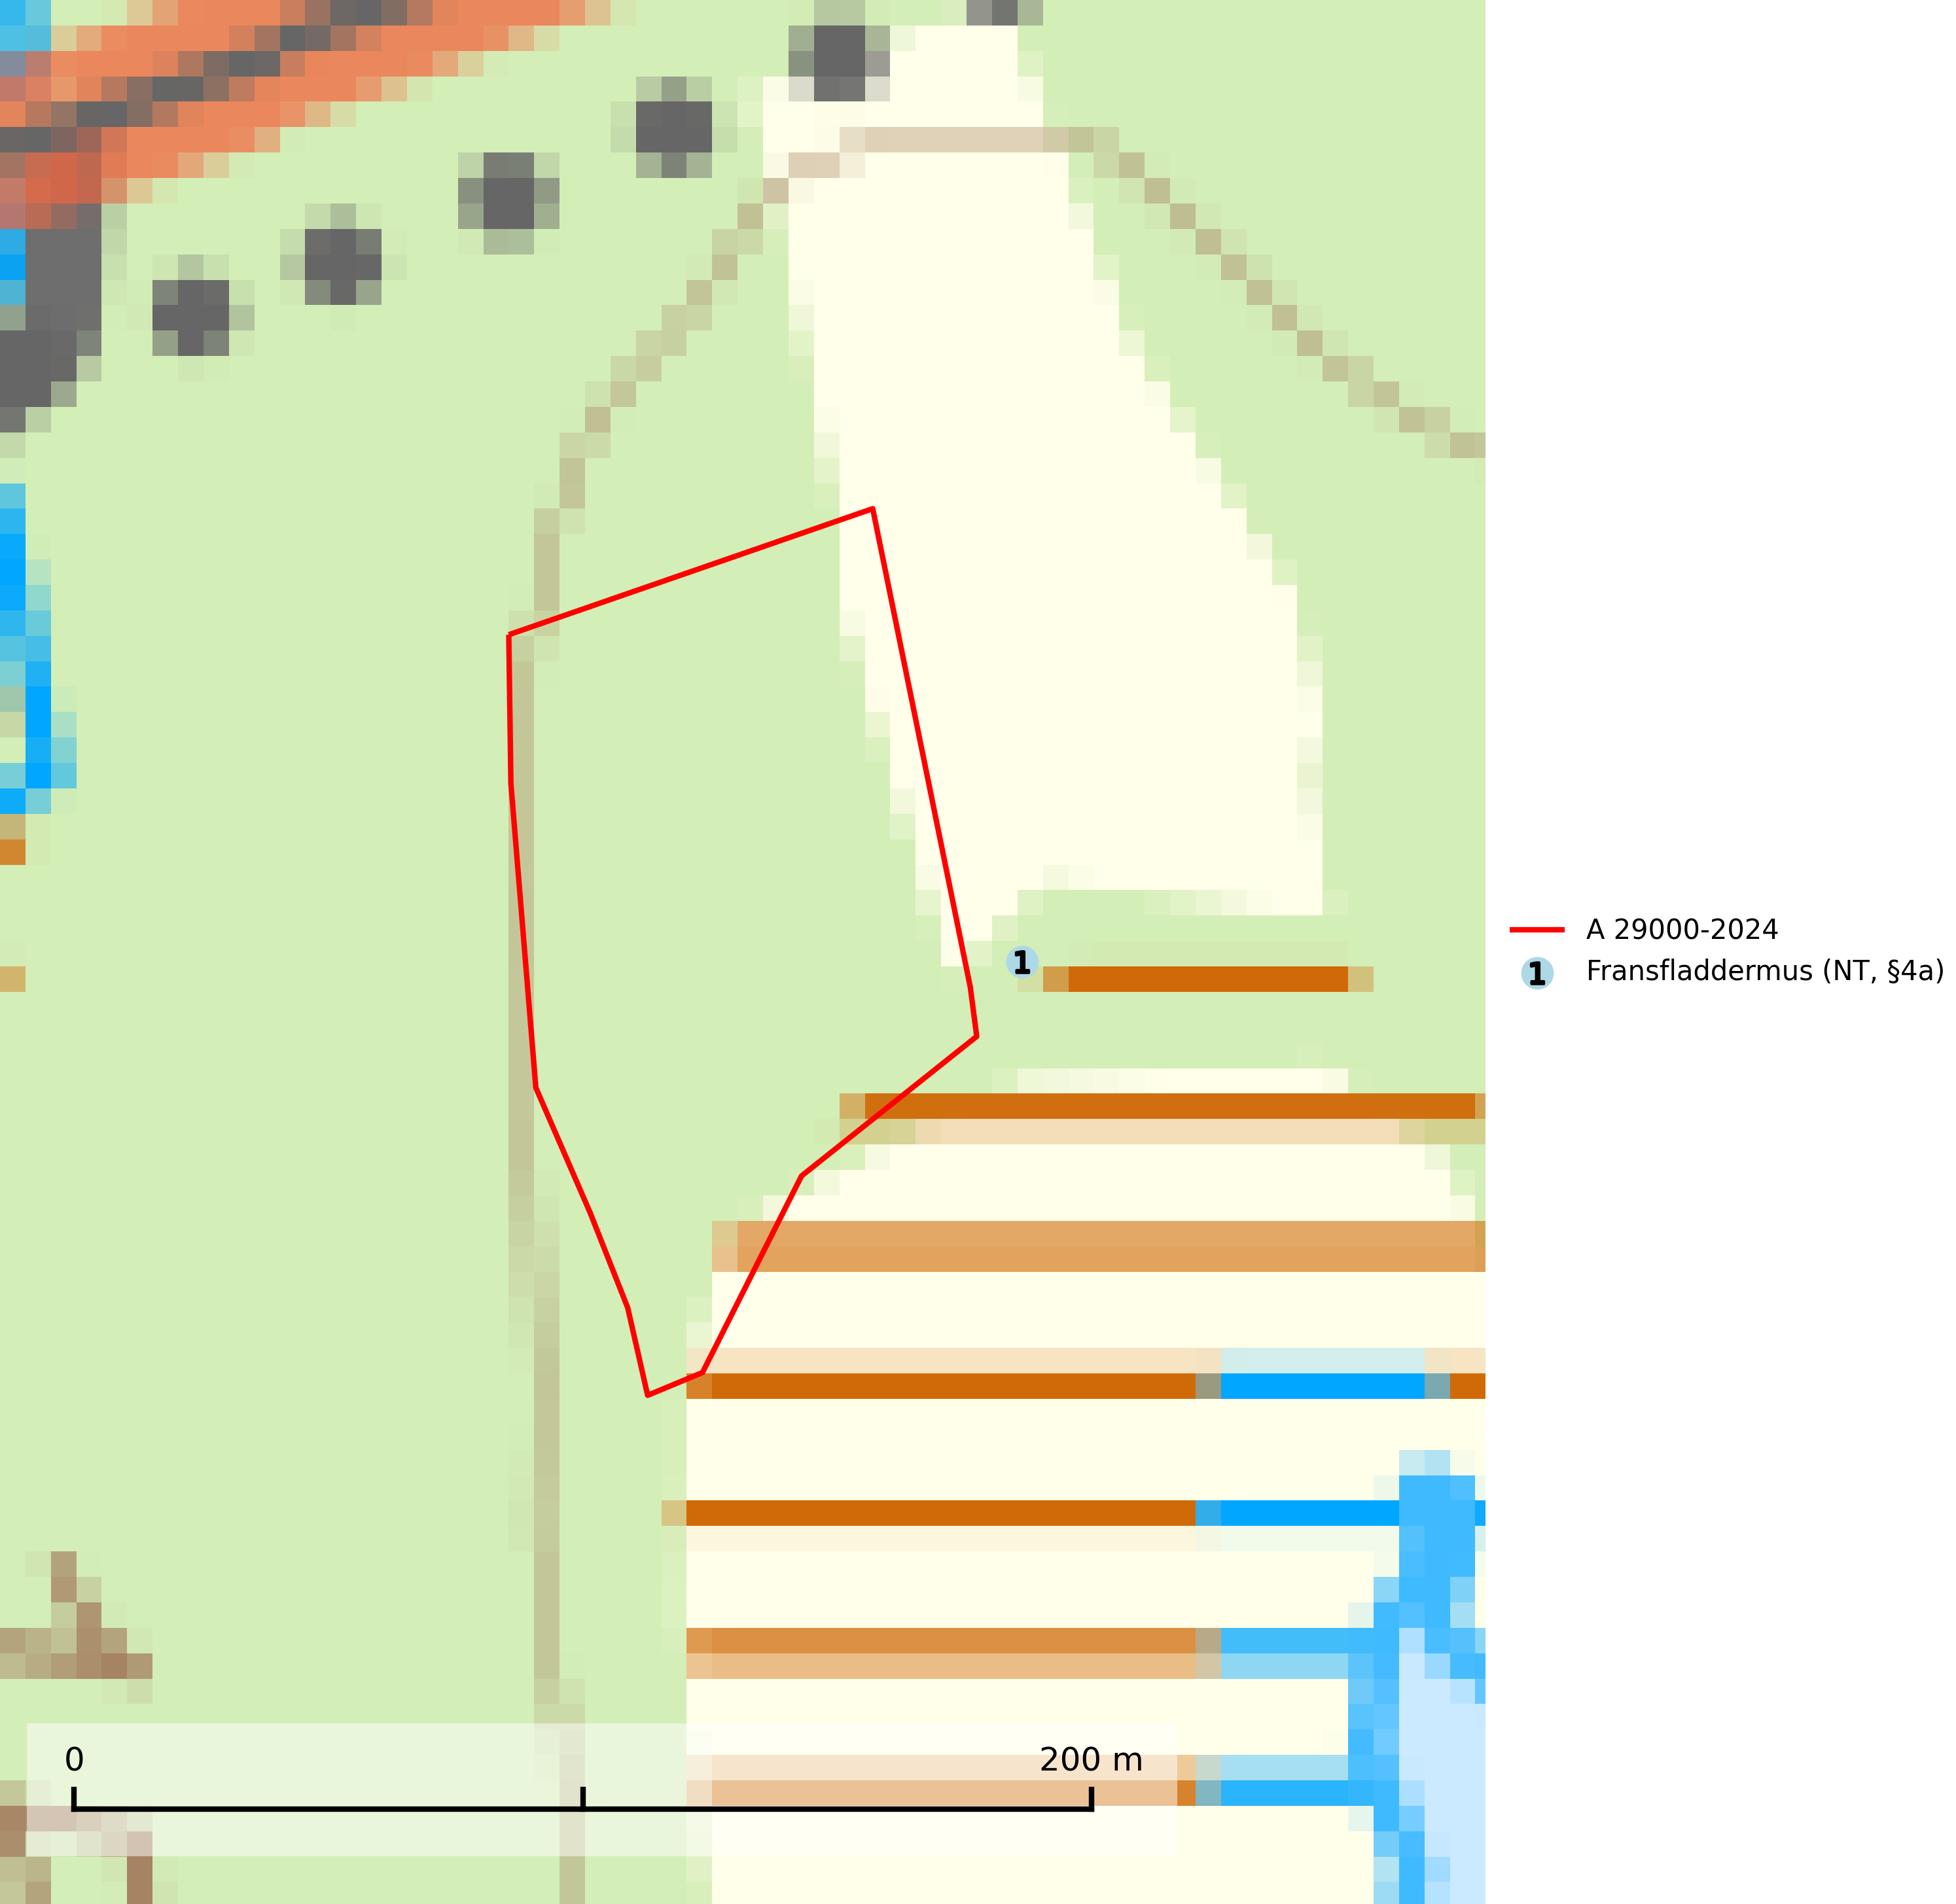 1
A 29000-2024
1 Fransfladdermus (NT, §4a)
0 200 m